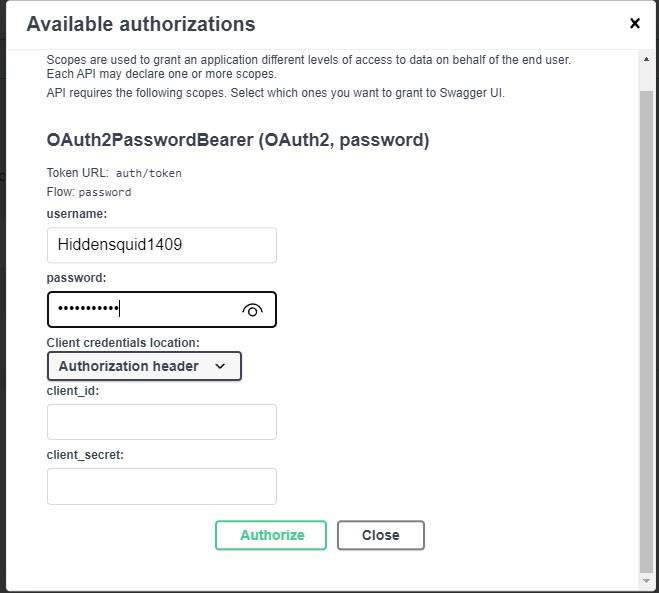 Available authorizations
Scopes are used to grant an application different levels of access to data on behalf of the end user.
Each API may declare one or more scopes.
API requires the following scopes. Select which ones you want to grant to Swagger UI.
OAuth2PasswordBearer (OAuth2, password)
Token URL: auth/token
Flow: password
username:
Hiddensquid1409
password:
•••••••••••
Client credentials location:
Authorization header
client_id:
client_secret:
Authorize Close